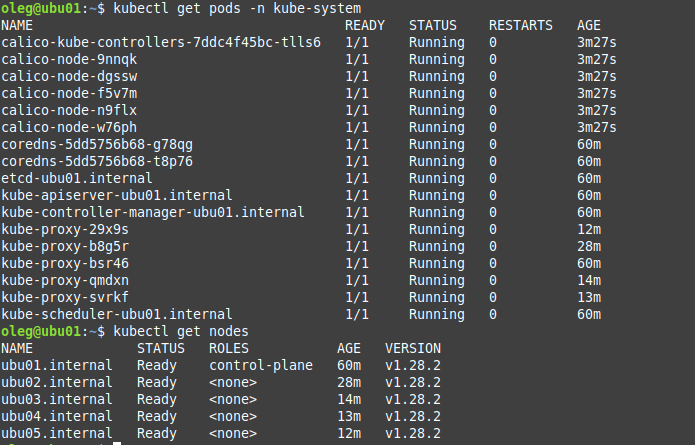 oleg@ubu01:~$ kubectl get pods -n kube-system
NAME READY STATUS RESTARTS AGE
calico-kube-controllers-7ddc4f45bc-tlls6 1/1 Running 0 3m27s
calico-node-9nnqk 1/1 Running 0 3m27s
calico-node-dgssw 1/1 Running 0 3m27s
calico-node-f5v7m 1/1 Running 0 3m27s
calico-node-n9flx 1/1 Running 0 3m27s
calico-node-w76ph 1/1 Running 0 3m27s
coredns-5dd5756b68-g78qg 1/1 Running 0 60m
coredns-5dd5756b68-t8p76 1/1 Running 0 60m
etcd-ubu01.internal 1/1 Running 0 60m
kube-apiserver-ubu01.internal 1/1 Running 0 60m
kube-controller-manager-ubu01.internal 1/1 Running 0 60m
kube-proxy-29x9s 1/1 Running 0 12m
kube-proxy-b8g5r 1/1 Running 0 28m
kube-proxy-bsr46 1/1 Running 0 60m
kube-proxy-qmdxn 1/1 Running 0 14m
kube-proxy-svrkf 1/1 Running 0 13m
kube-scheduler-ubu01.internal 1/1 Running 0 60m
oleg@ubu01:~$ kubectl get nodes
NAME STATUS ROLES AGE VERSION
ubu01.internal Ready control-plane 60m v1.28.2
ubu02.internal Ready <none> 28m v1.28.2
ubu03.internal Ready <none> 14m v1.28.2
ubu04.internal Ready <none> 13m v1.28.2
ubu05.internal Ready <none> 12m v1.28.2